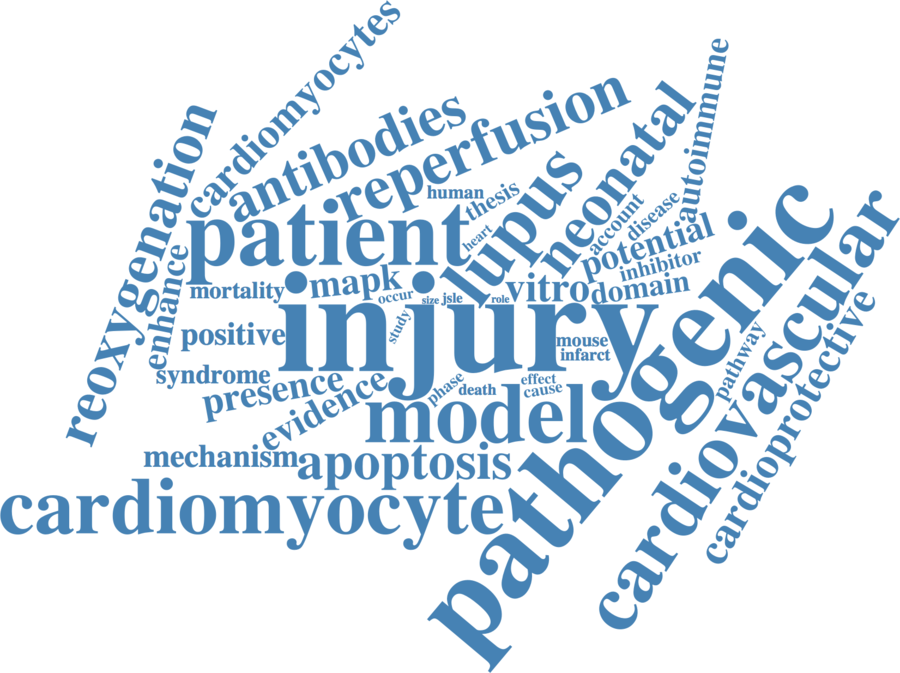 cardiomyocytes
autoimmune
reperfusion
antibodies
neonatal
reoxygenation
lupus
human
thesis
disease
account
patient
heart
potential
pathogenic
cardiovascular
enhance
inhibitor
mapk
mortality
vitro
domain
occur
size
jsle
role
injury
study
positive
mouse
infarct
cardioprotective
pathway
syndrome
presence
evidence
phase
death
effect
cause
model
mechanism
apoptosis
cardiomyocyte